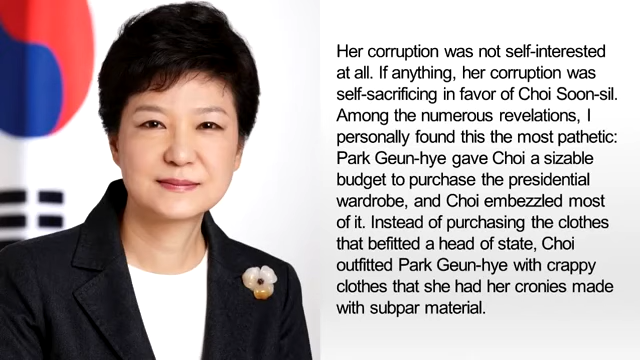 Her corruption was not self-interested
at all. If anything, her corruption was
self-sacrificing in favor of Choi Soon-sil.
Among the numerous revelations, I
personally found this the most pathetic:
Park Geun-hye gave Choi a sizable
budget to purchase the presidential
wardrobe, and Choi embezzled most
of it. Instead of purchasing the clothes
that befitted a head of state, Choi
outfitted Park Geun-hye with crappy
clothes that she had her cronies made
with subpar material.